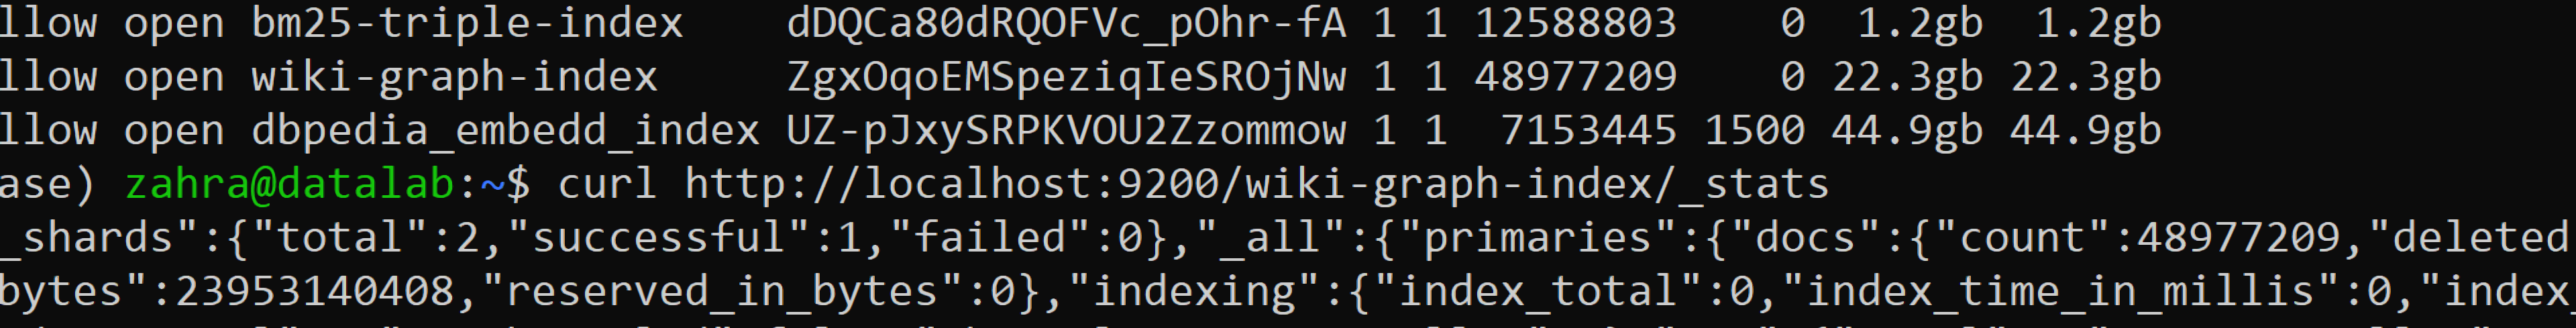 llow open bm25-triple-index    dDQCa80dRQOFVc_pOhr-fA 1 1 12588803    0  1.2gb  1.2gb
llow open wiki-graph-index     ZgxOqoEMSpeziqIeSROjNw 1 1 48977209    0 22.3gb 22.3gb
llow open dbpedia_embedd_index UZ-pJxySRPKVOU2Zzommow 1 1  7153445 1500 44.9gb 44.9gb
ase) zahra@datalab:~$ curl http://localhost:9200/wiki-graph-index/_stats
_shards":{"total":2,"successful":1,"failed":0},"_all":{"primaries":{"docs":{"count":48977209,"deleted
bytes":23953140408,"reserved_in_bytes":0},"indexing":{"index_total":0,"index_time_in_millis":0,"index